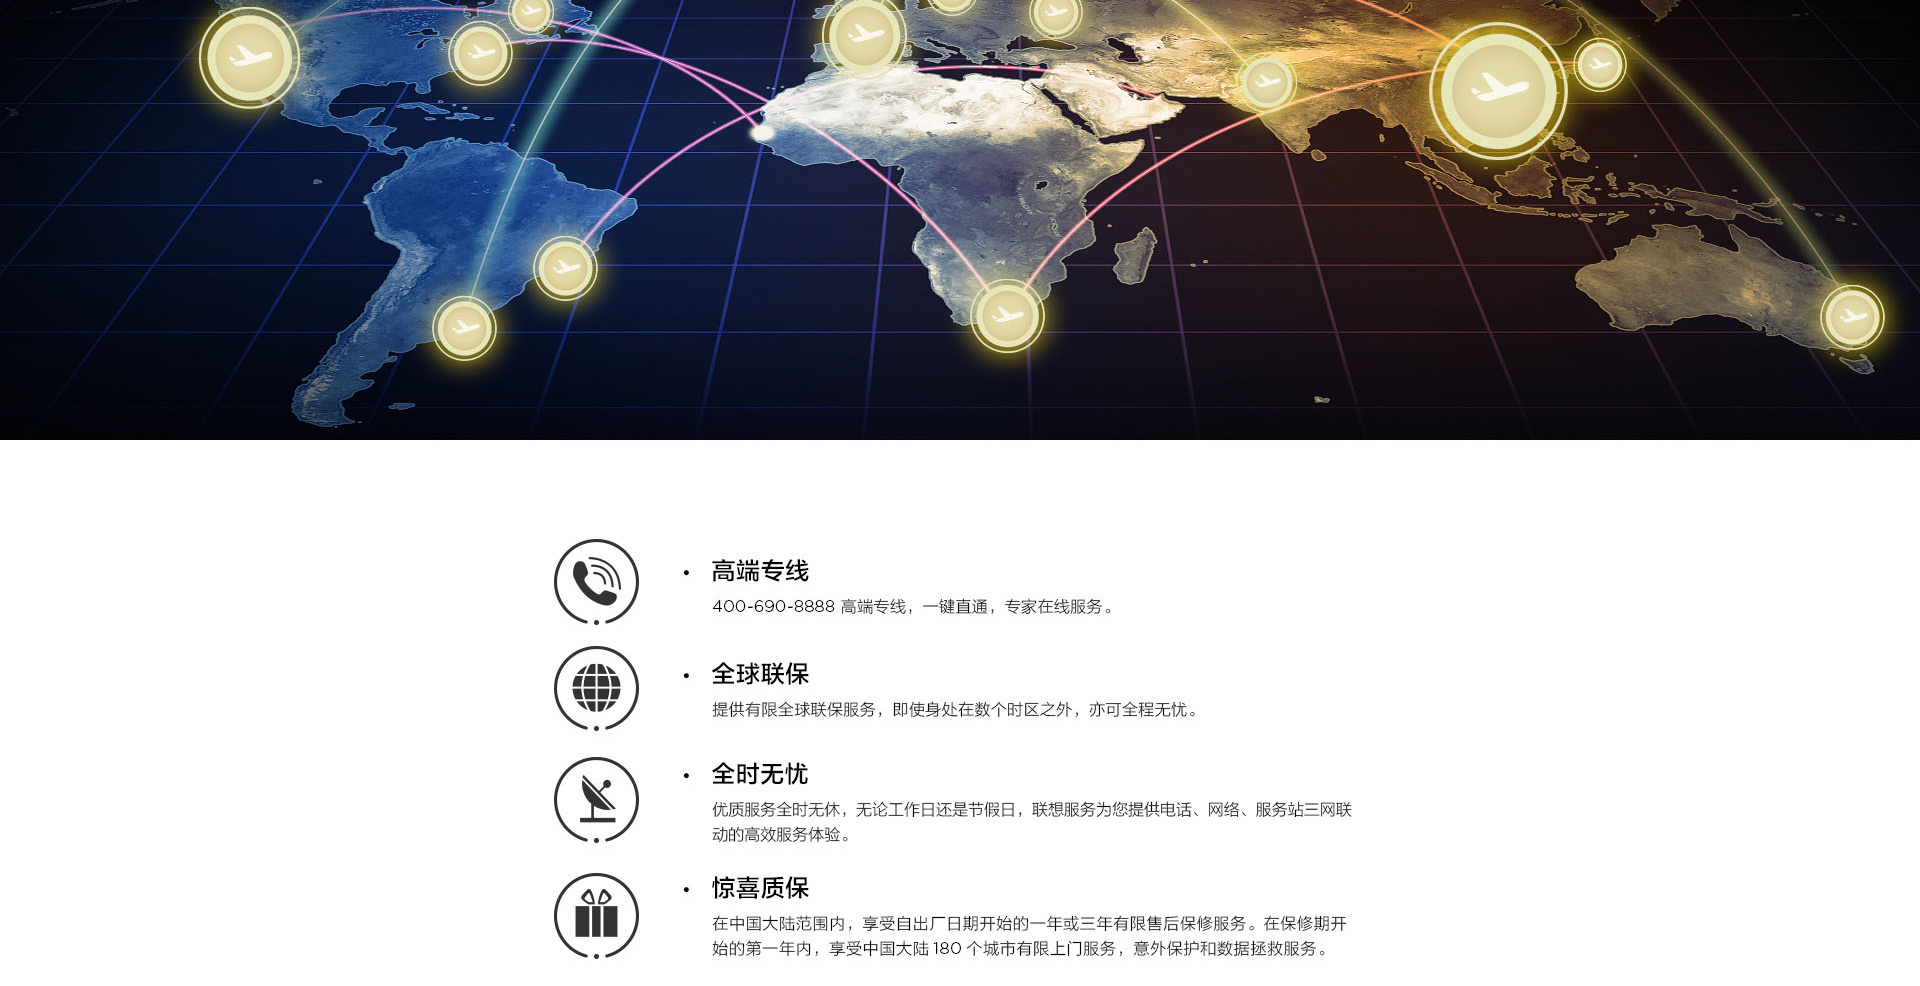 高端专线
400-690-8888 高端专线，一键直通，专家在线服务。
全球联保
提供有限全球联保服务，即使身处在数个时区之外，亦可全程无忧。
全时无忧
优质服务全时无休，无论工作日还是节假日，联想服务为您提供电话、网络、服务站三网联
动的高效服务体验。
惊喜质保
在中国大陆范围内，享受自出厂日期开始的一年或三年有限售后保修服务。在保修期开
始的第一年内，享受中国大陆 180 个城市有限上门服务，意外保护和数据拯救服务。